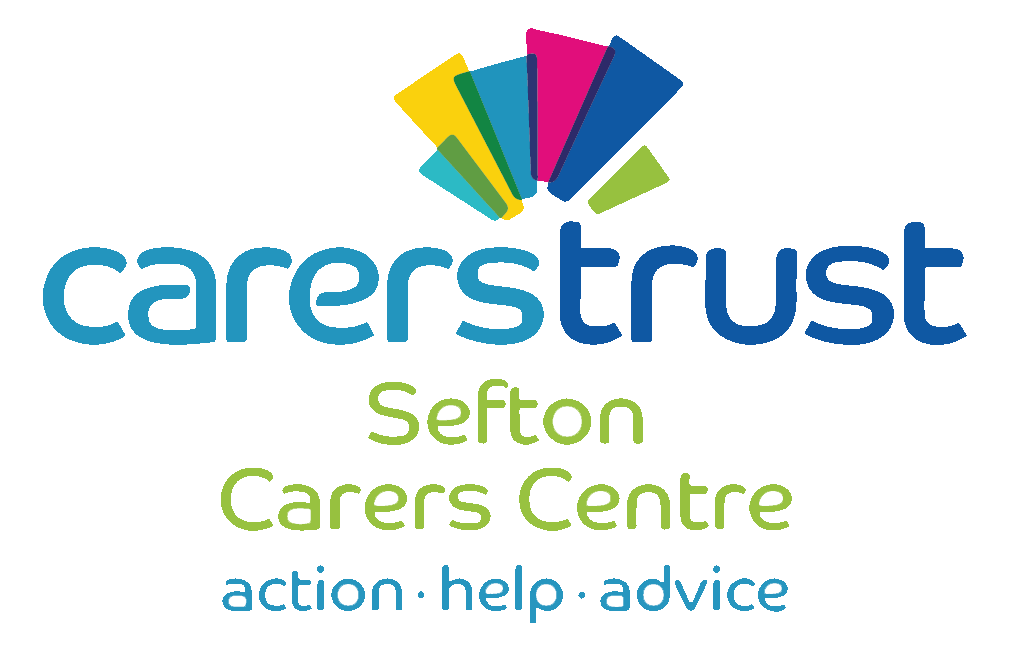 carerstrust
Sefton
Carers Centre
action · help · advice